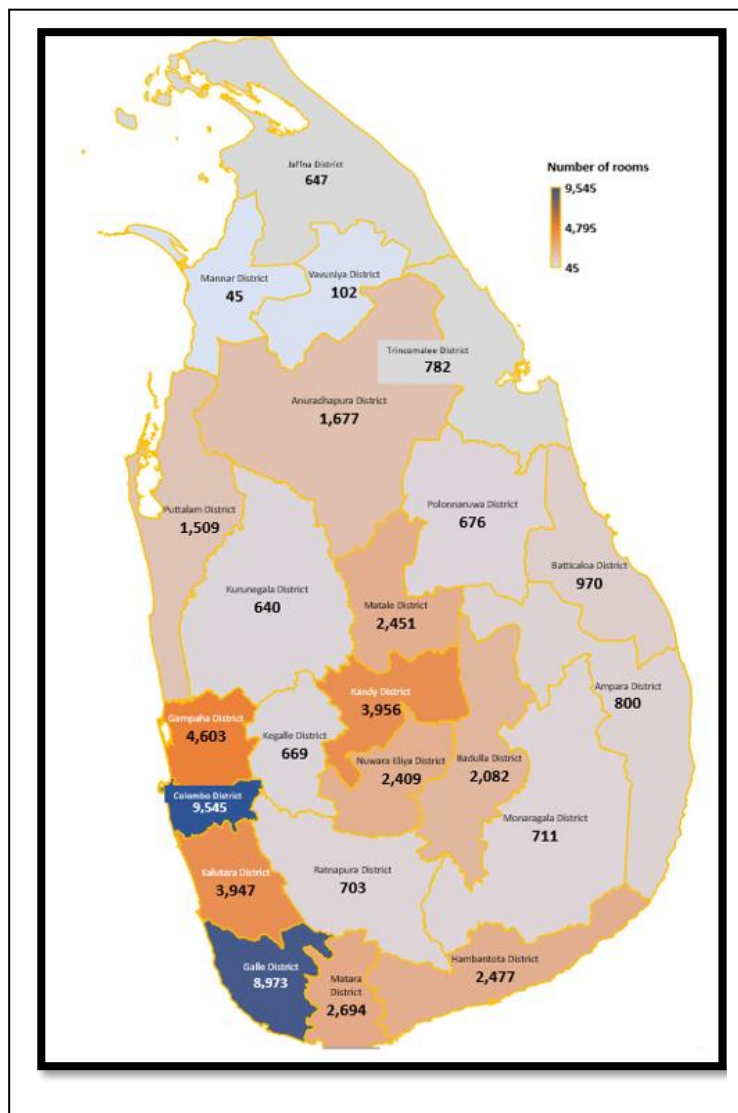 Jaffna District
647
Number of rooms
9,545
4,795
45
Mannar District
45
Vavuniya District
102
Trincomalee District
782
Anuradhapura District
1,677
Puttalam District
1,509
Polonnaruwa District
676
Batticaloa District
970
Kurunegala District
640
Matale District
2,451
Ampara District
800
Kandy District
3,956
Gampaha District
4,603
Kegalle District
669
Nuwara Eliya District
2,409
Badulla District
2,082
Colombo District
9,545
Monaragala District
711
Kalutara District
3,947
Ratnapura District
703
Galle District
8,973
Matara
District
2,694
Hambantota District
2,477